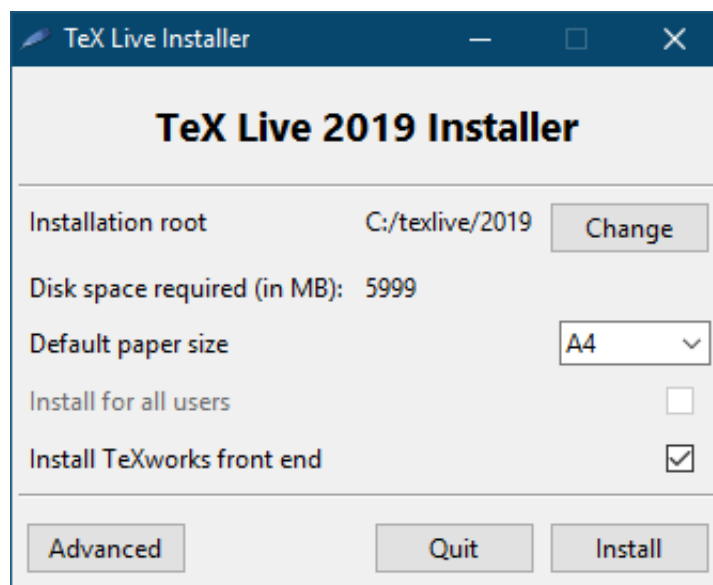 TeX Live Installer
TeX Live 2019 Installer
Installation root C:/texlive/2019 Change
Disk space required (in MB): 5999
Default paper size A4
Install for all users
Install TeXworks front end
Advanced Quit Install